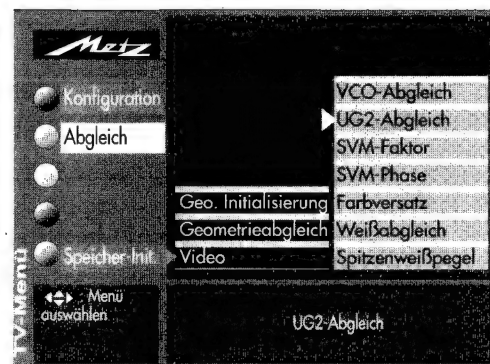 Metz
Konfiguration
Abgleich
Speicher-Init.
Geo. Initialisierung
Geometrieabgleich
Video
VCO-Abgleich
UG2-Abgleich
SVM-Faktor
SVM-Phase
Farbversatz
Weißabgleich
Spitzenweißpegel
TV-Menü
Menü
auswählen
UG2-Abgleich